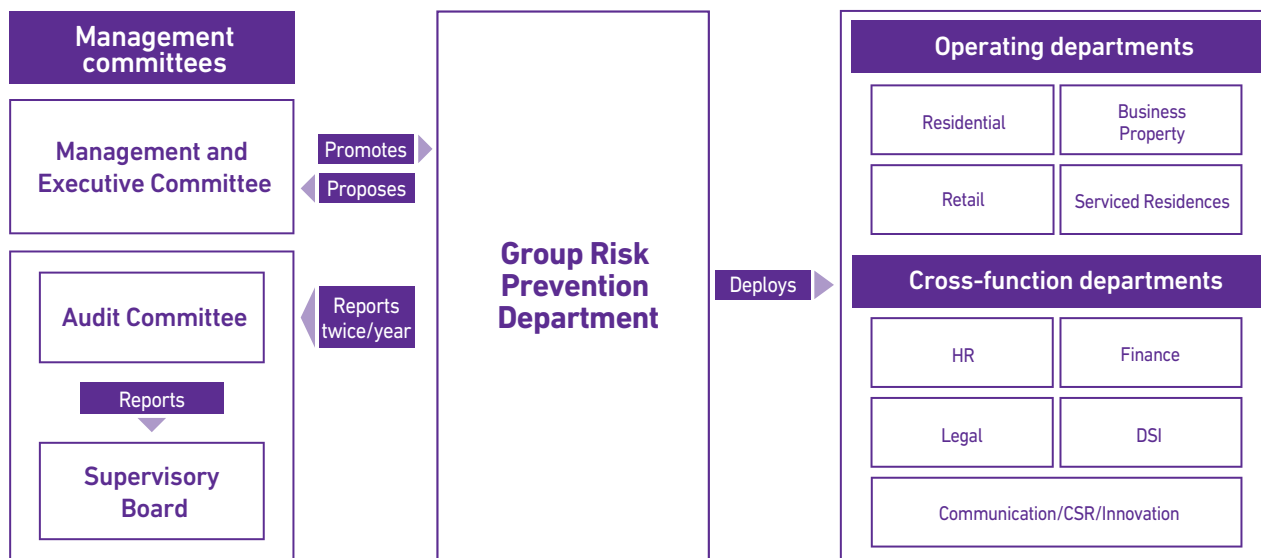 Management
committees
Management and
Executive Committee
Audit Committee
Reports
Supervisory
Board
Promotes
Proposes
Reports
twice/year
Group Risk
Prevention
Department
Deploys
Operating departments
Residential
Business
Property
Retail
Serviced Residences
Cross-function departments
HR
Finance
Legal
DSI
Communication/CSR/Innovation